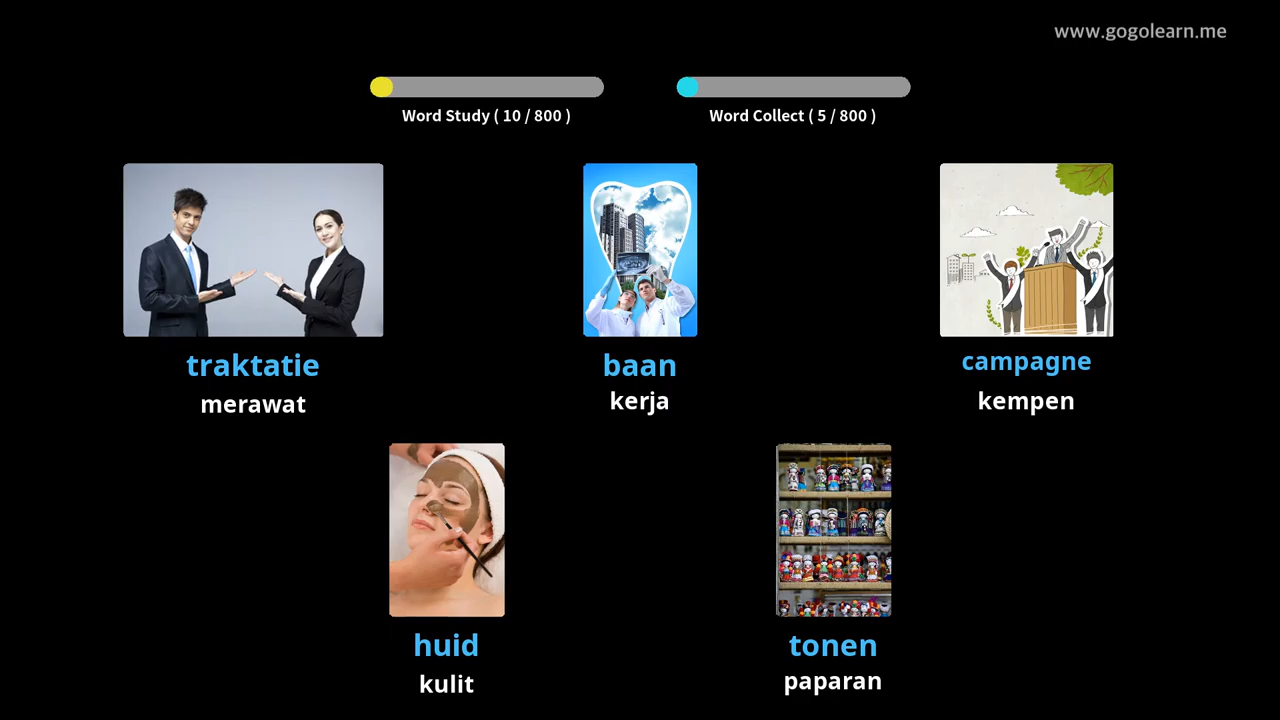 www.gogolearn.me
Word Study ( 10 / 800 )
Word Collect ( 5 / 800 )
traktatie
merawat
baan
kerja
campagne
kempen
huid
kulit
tonen
paparan